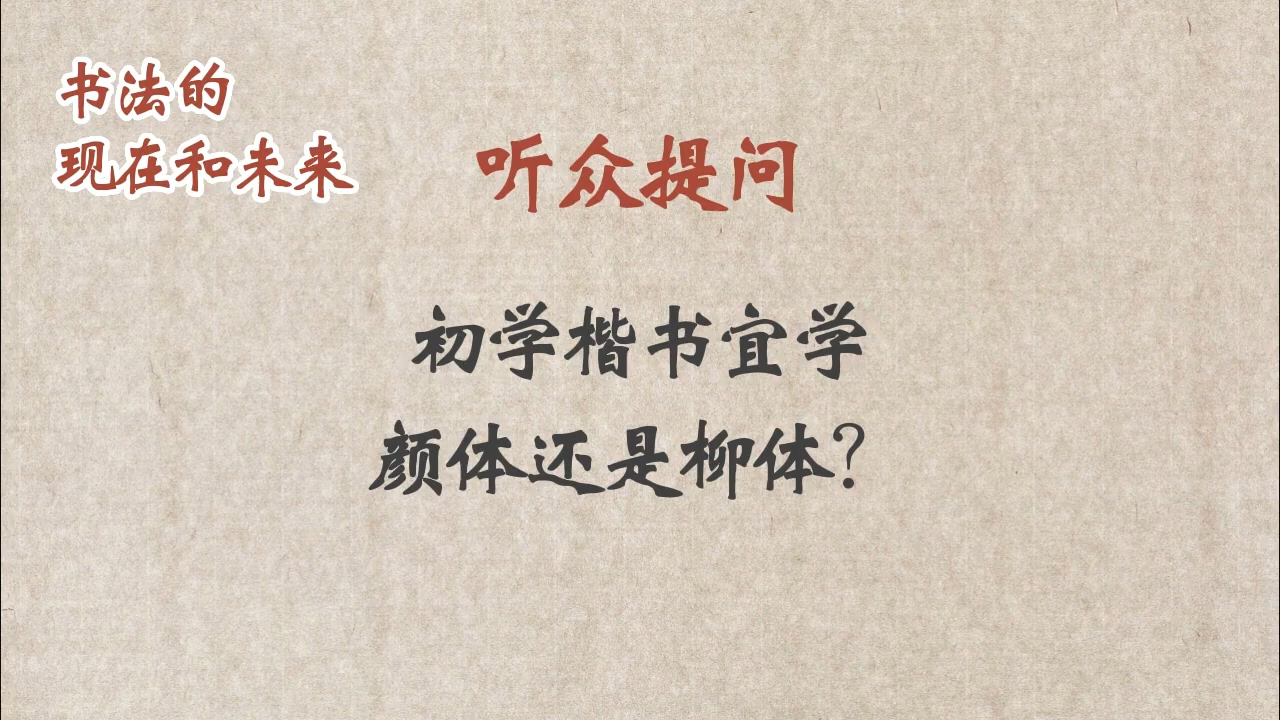 书法的
现在和未来
听众提问
初学楷书宜学
颜体还是柳体？